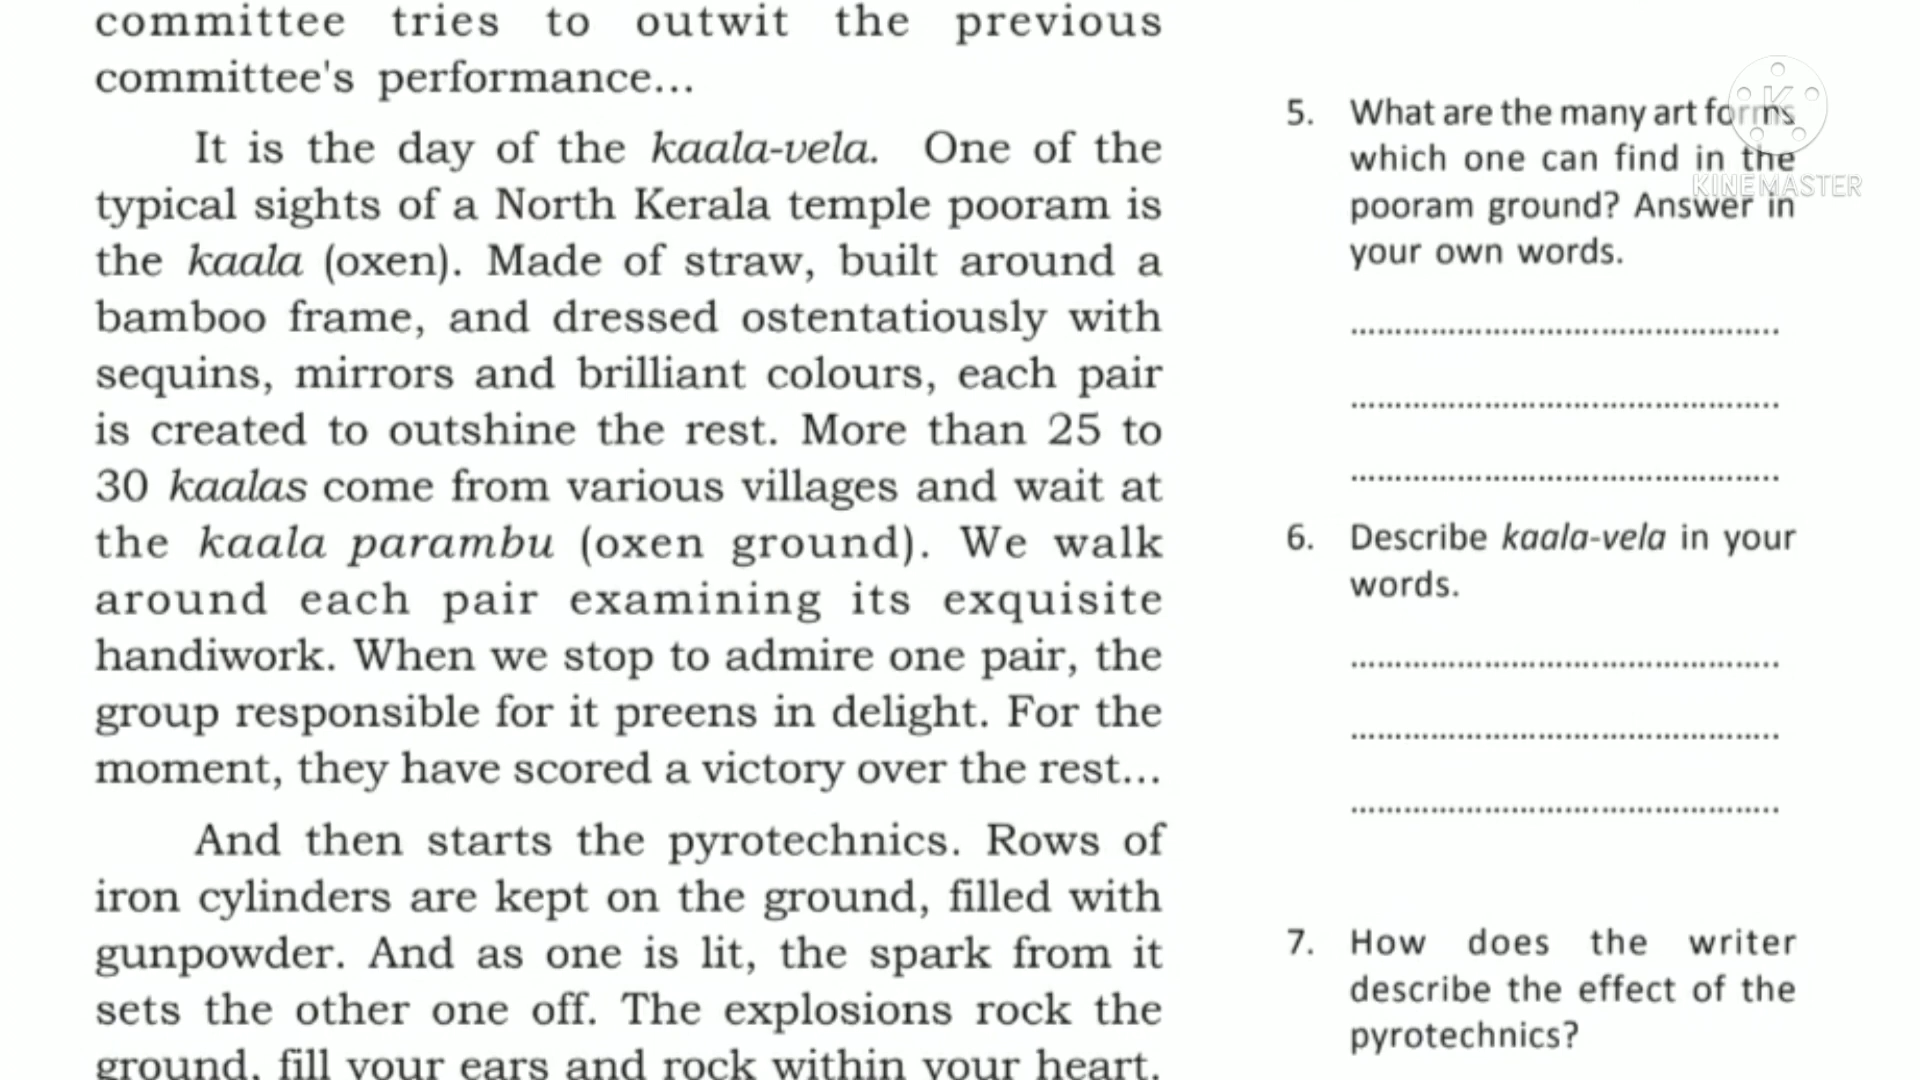 committee tries to outwit the previous
committee's performance...
It is the day of the kaala-vela. One of the
typical sights of a North Kerala temple pooram is
the kaala (oxen). Made of straw, built around a
bamboo frame, and dressed ostentatiously with
sequins, mirrors and brilliant colours, each pair
is created to outshine the rest. More than 25 to
30 kaalas come from various villages and wait at
the kaala parambu (oxen ground). We walk
around each pair examining its exquisite
handiwork. When we stop to admire one pair, the
group responsible for it preens in delight. For the
moment, they have scored a victory over the rest...
And then starts the pyrotechnics. Rows of
iron cylinders are kept on the ground, filled with
gunpowder. And as one is lit, the spark from it
sets the other one off. The explosions rock the
ground, fill your ears and rock within your heart.
5. What are the many art forms
which one can find in the
pooram ground? Answer in
your own words.
6. Describe kaala-vela in your
words.
7. How does the writer
describe the effect of the
pyrotechnics?
K
KINEMASTER